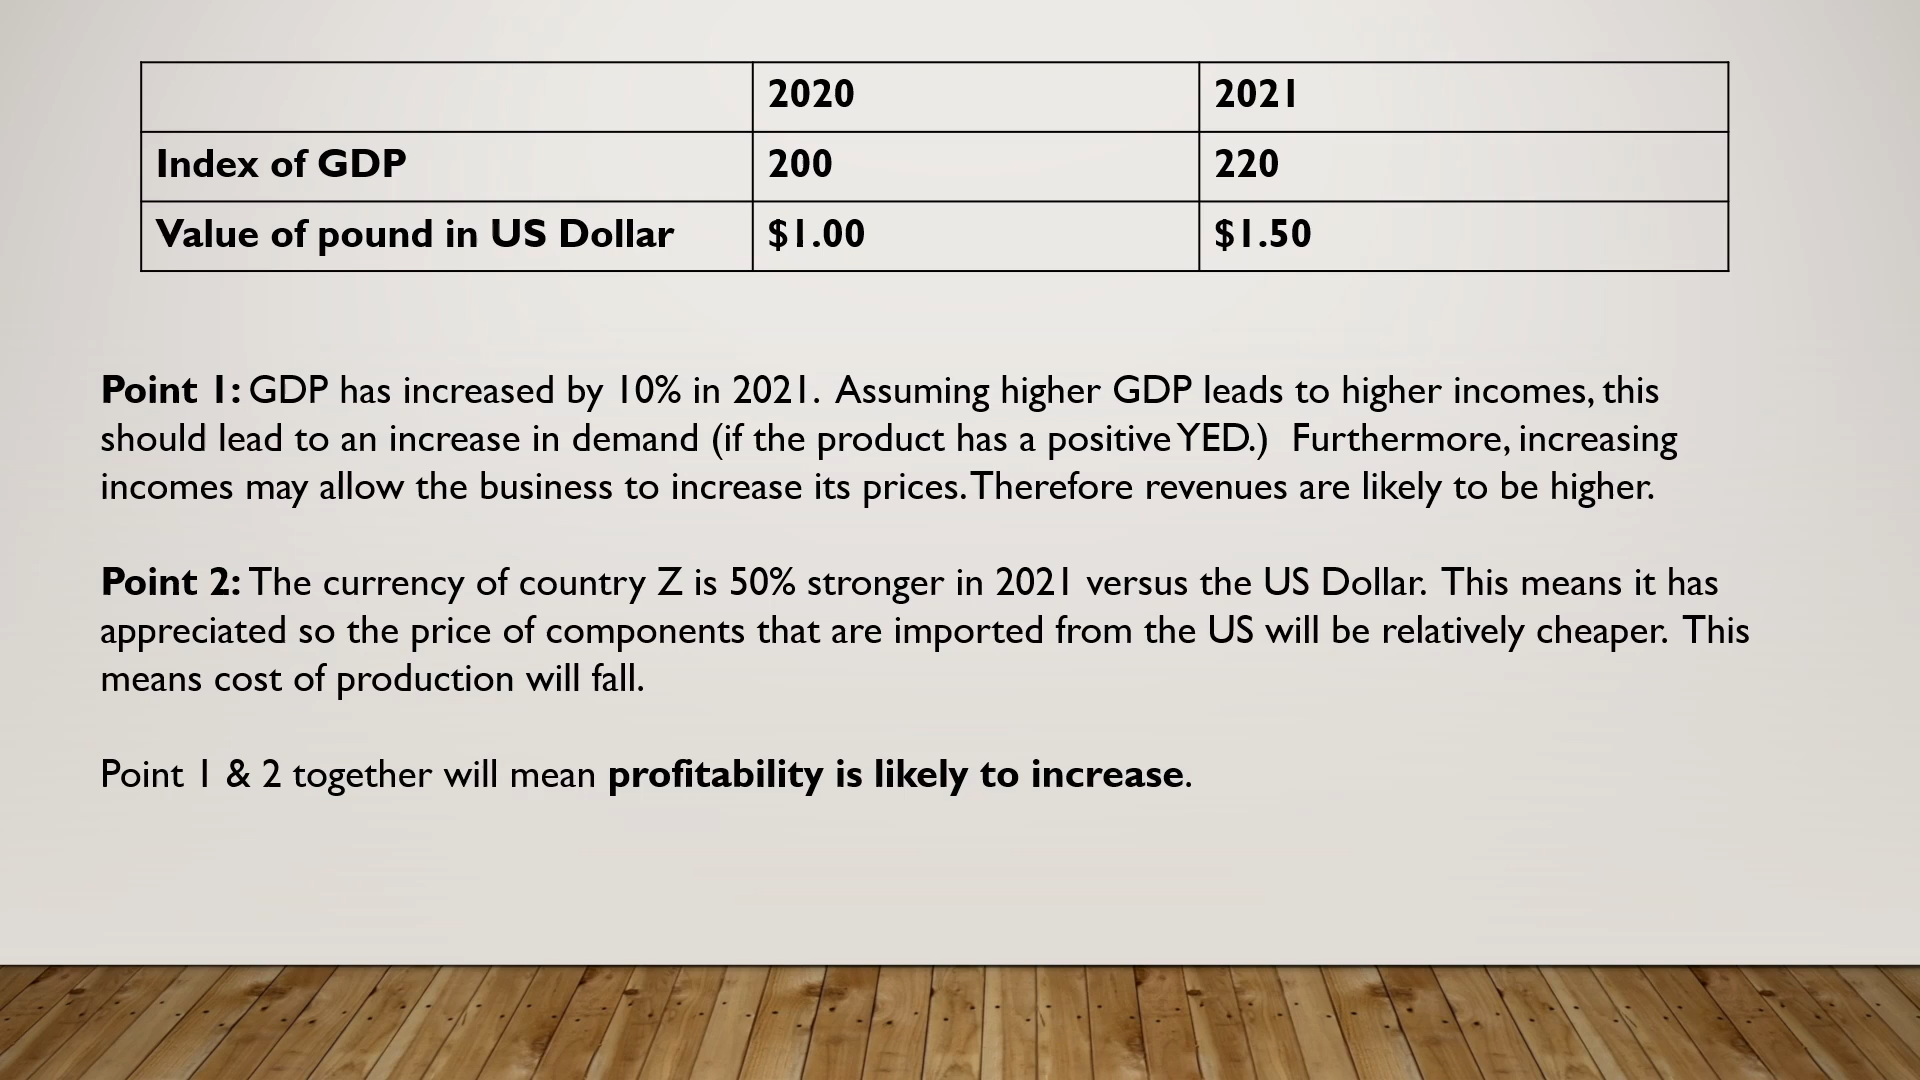 2020 2021
Index of GDP 200 220
Value of pound in US Dollar $1.00 $1.50
Point 1: GDP has increased by 10% in 2021. Assuming higher GDP leads to higher incomes, this
should lead to an increase in demand (if the product has a positive YED.) Furthermore, increasing
incomes may allow the business to increase its prices. Therefore revenues are likely to be higher.
Point 2: The currency of country Z is 50% stronger in 2021 versus the US Dollar. This means it has
appreciated so the price of components that are imported from the US will be relatively cheaper. This
means cost of production will fall.
Point 1 & 2 together will mean profitability is likely to increase.